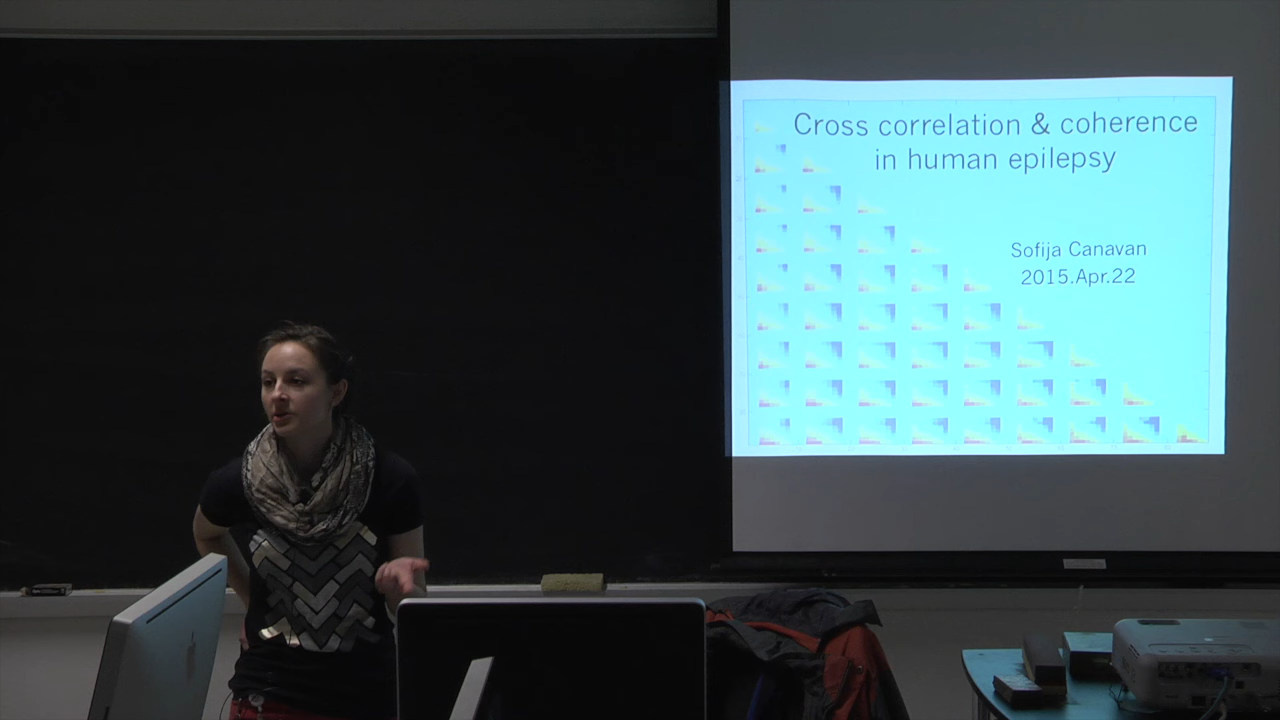 Cross correlation & coherence
in human epilepsy
Sofija Canavan
2015.Apr.22